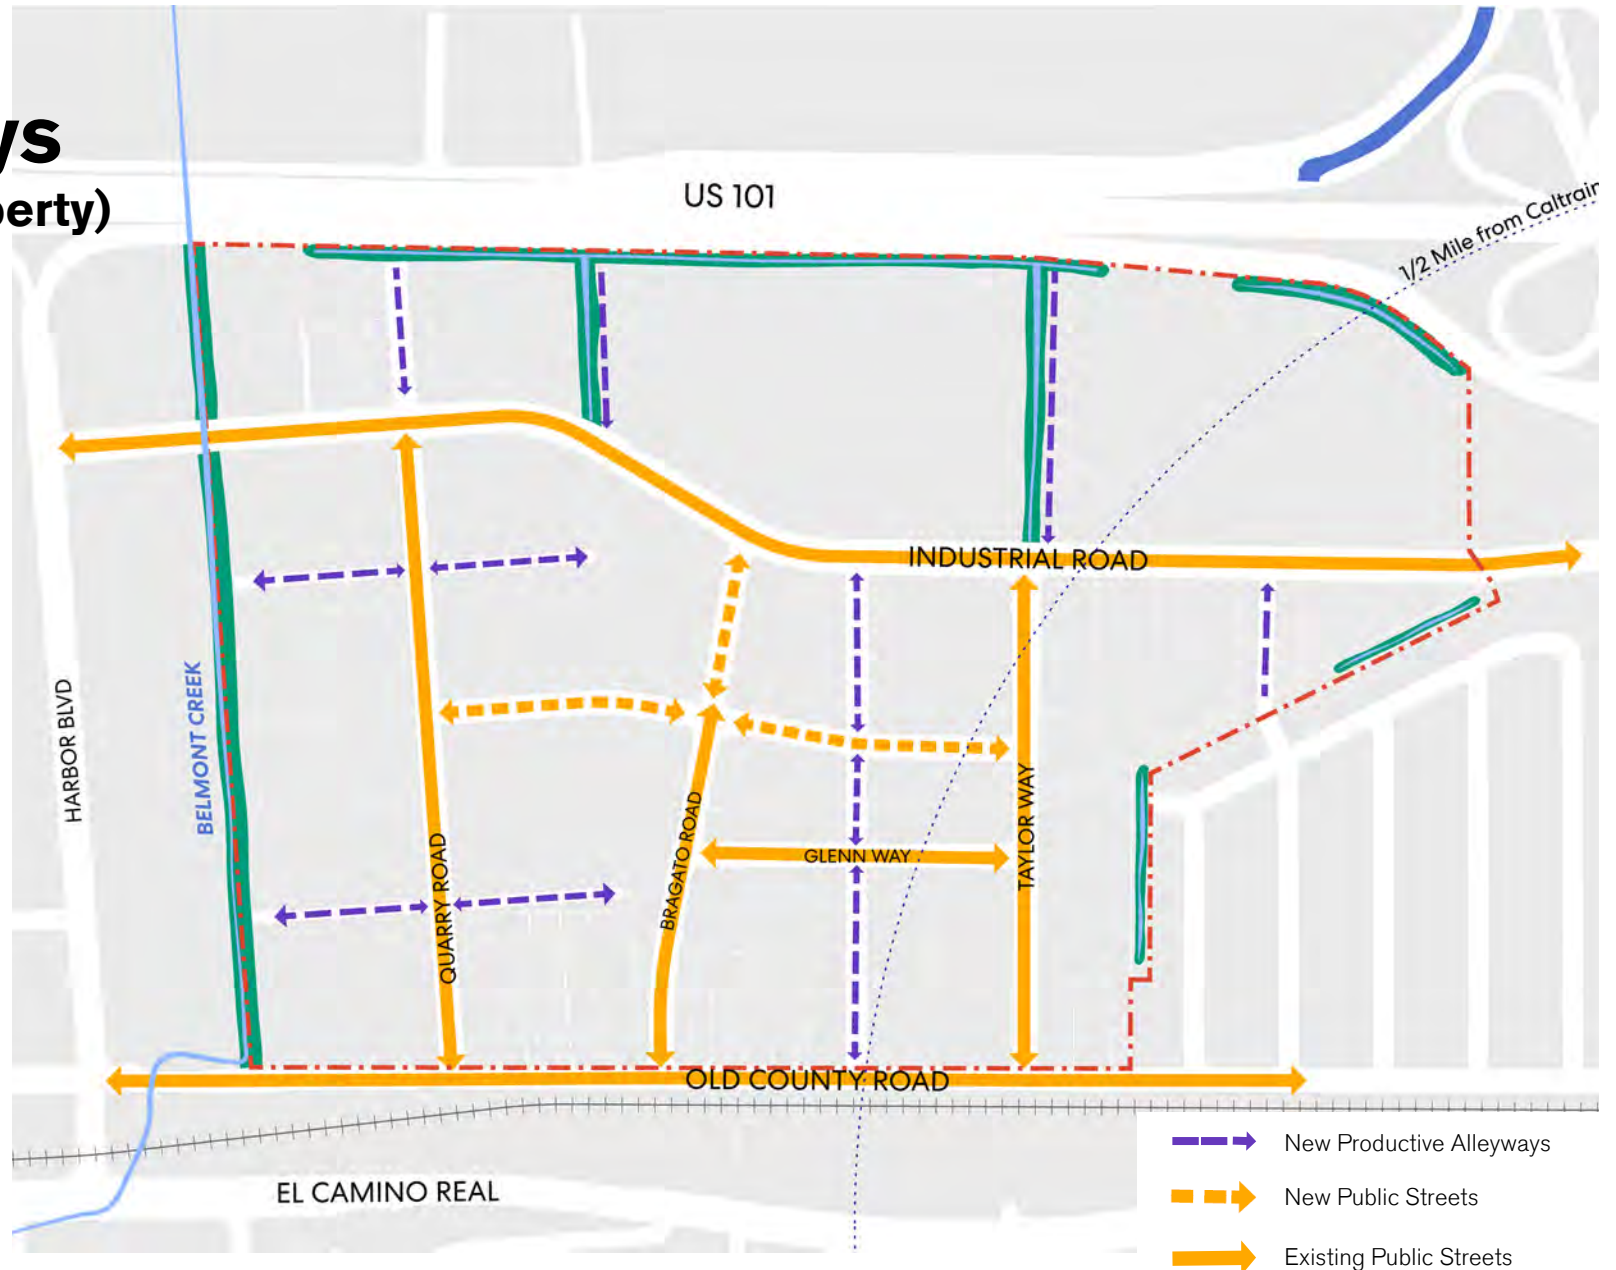 ys
perty)
US 101
1/2 Mile from Caltrain
INDUSTRIAL ROAD
HARBOR BLVD
BELMONT CREEK
QUARRY ROAD
BRAGATO ROAD
GLENN WAY
TAYLOR WAY
OLD COUNTY ROAD
EL CAMINO REAL
New Productive Alleyways
New Public Streets
Existing Public Streets